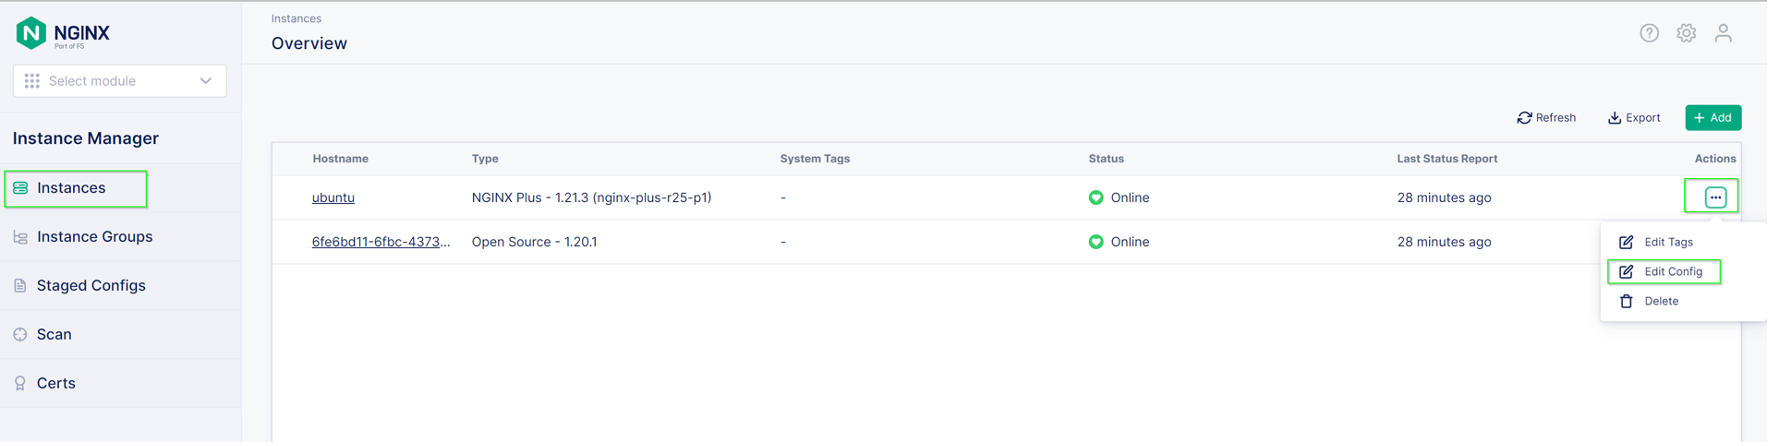 NGINX
Part of F5
Select module
Instance Manager
Instances
Instance Groups
Staged Configs
Scan
Certs
Instances
Overview
Refresh Export + Add
Hostname Type System Tags Status Last Status Report Actions
ubuntu NGINX Plus - 1.21.3 (nginx-plus-r25-p1) - Online 28 minutes ago ...
6fe6bd11-6fbc-4373... Open Source - 1.20.1 - Online 28 minutes ago
Edit Tags
Edit Config
Delete